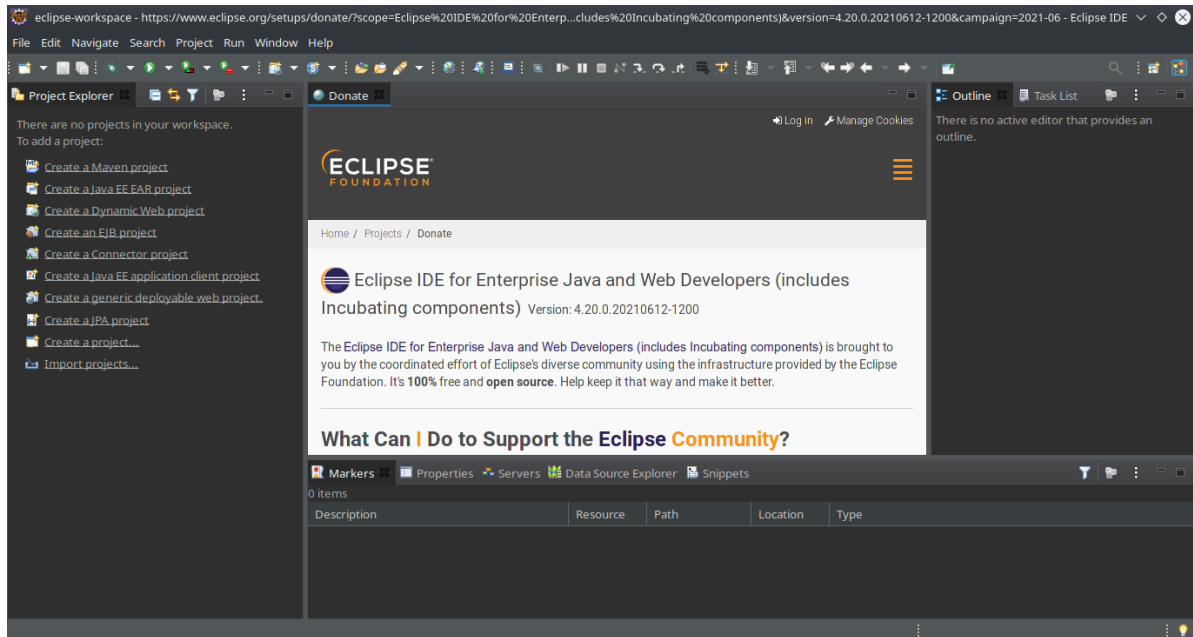 eclipse-workspace - https://www.eclipse.org/setups/donate/?scope=Eclipse%20IDE%20for%20Enterp...cludes%20Incubating%20components)&version=4.20.0.20210612-1200&campaign=2021-06 - Eclipse IDE
File Edit Navigate Search Project Run Window Help
Project Explorer
There are no projects in your workspace.
To add a project:
Create a Maven project
Create a Java EE EAR project
Create a Dynamic Web project
Create an EJB project
Create a Connector project
Create a Java EE application client project
Create a generic deployable web project.
Create a JPA project
Create a project...
Import projects...
Donate
Log in Manage Cookies
ECLIPSE
FOUNDATION
Home / Projects / Donate
Eclipse IDE for Enterprise Java and Web Developers (includes
Incubating components) Version: 4.20.0.20210612-1200
The Eclipse IDE for Enterprise Java and Web Developers (includes Incubating components) is brought to
you by the coordinated effort of Eclipse's diverse community using the infrastructure provided by the Eclipse
Foundation. It's 100% free and open source. Help keep it that way and make it better.
What Can I Do to Support the Eclipse Community?
Outline Task List
There is no active editor that provides an
outline.
Markers Properties Servers Data Source Explorer Snippets
0 items
Description Resource Path Location Type